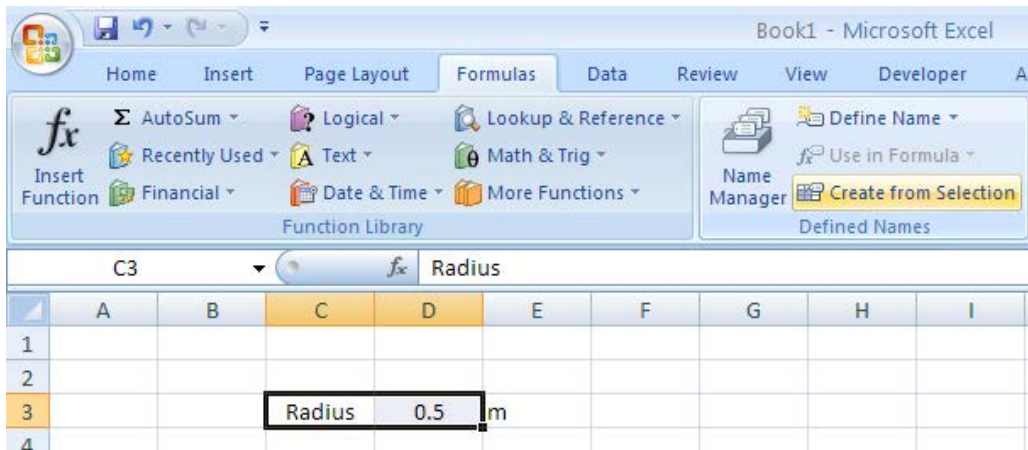 Book1 - Microsoft Excel
Home Insert Page Layout Formulas Data Review View Developer A
fx Insert Function
Σ AutoSum
Recently Used
Financial
Logical
Text
Date & Time
Lookup & Reference
Math & Trig
More Functions
Function Library
Name Manager
Define Name
Use in Formula
Create from Selection
Defined Names
C3 fx Radius
A B C D E F G H I
1
2
3 Radius 0.5 m
4